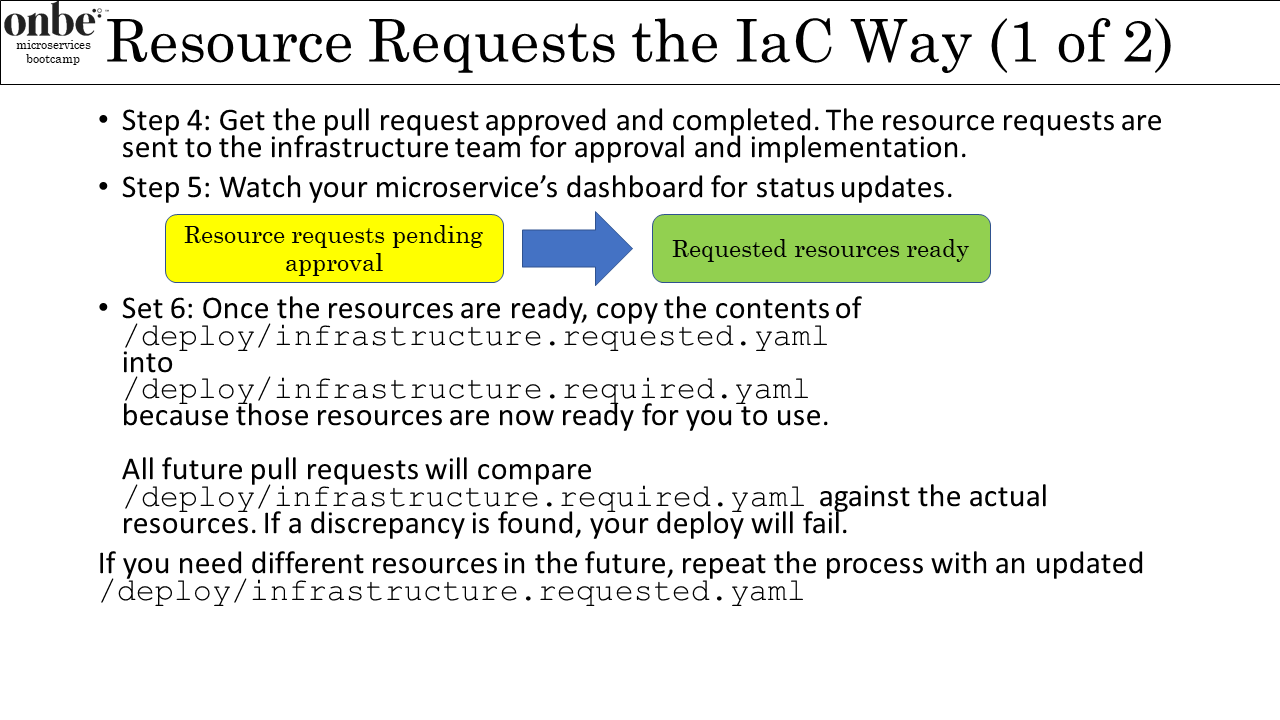 onbe
microservices
bootcamp
Resource Requests the IaC Way (1 of 2)
• Step 4: Get the pull request approved and completed. The resource requests are
sent to the infrastructure team for approval and implementation.
• Step 5: Watch your microservice’s dashboard for status updates.
Resource requests pending
approval
Requested resources ready
• Set 6: Once the resources are ready, copy the contents of
/deploy/infrastructure.requested.yaml
into
/deploy/infrastructure.required.yaml
because those resources are now ready for you to use.
All future pull requests will compare
/deploy/infrastructure.required.yaml against the actual
resources. If a discrepancy is found, your deploy will fail.
If you need different resources in the future, repeat the process with an updated
/deploy/infrastructure.requested.yaml